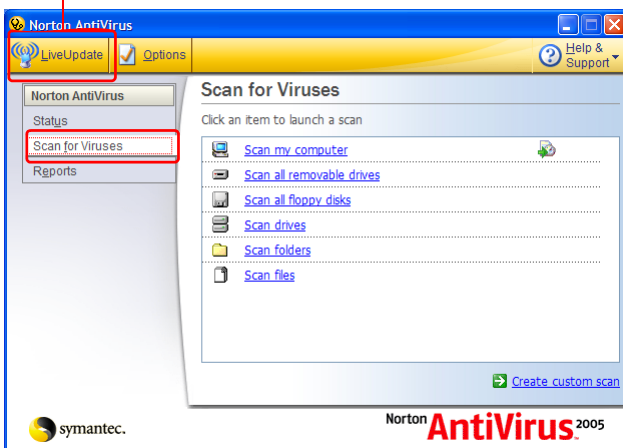 Norton AntiVirus
LiveUpdate
Options
Help &
Support
Norton AntiVirus
Status
Scan for Viruses
Reports
Scan for Viruses
Click an item to launch a scan
Scan my computer
Scan all removable drives
Scan all floppy disks
Scan drives
Scan folders
Scan files
Create custom scan
symantec.
Norton AntiVirus 2005